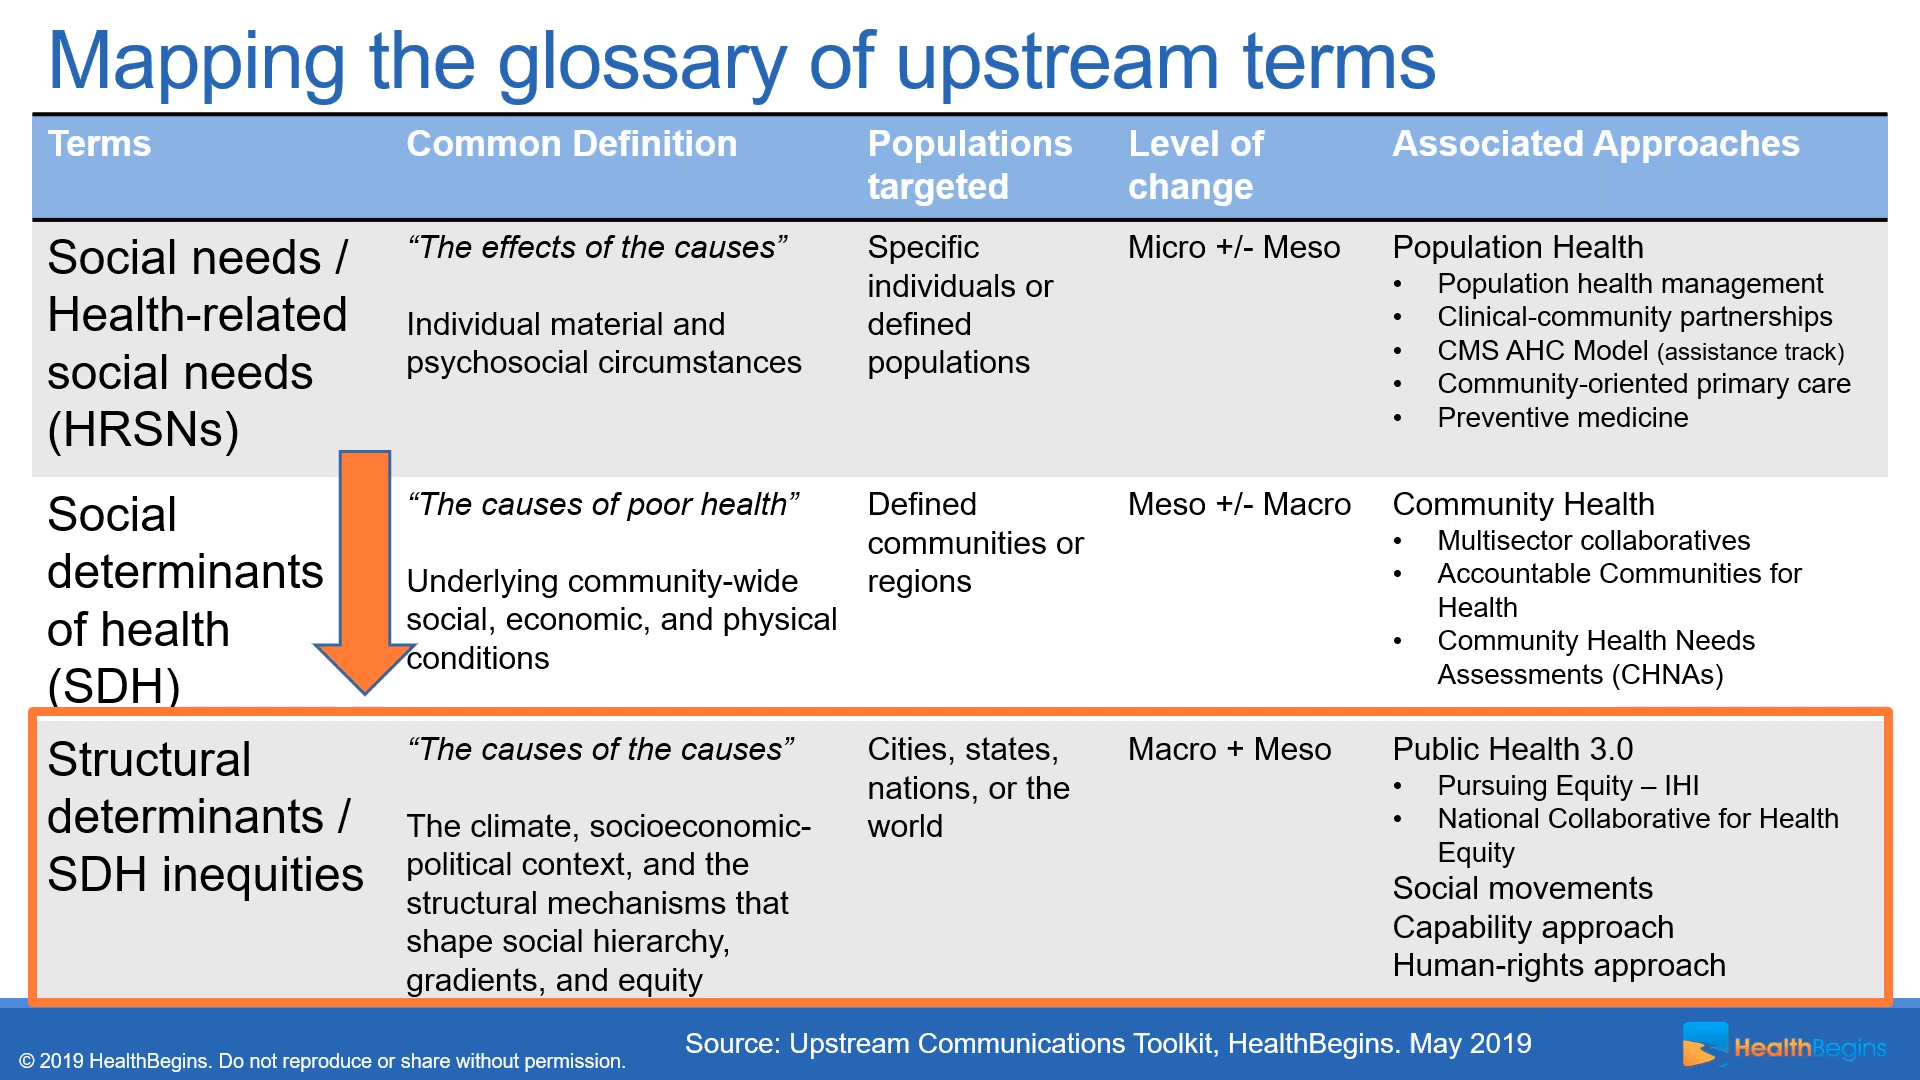 Mapping the glossary of upstream terms
Terms
Common Definition
Populations
targeted
Level of
change
Associated Approaches
Social needs /
Health-related
social needs
(HRSNs)
“The effects of the causes”
Individual material and
psychosocial circumstances
Specific
individuals or
defined
populations
Micro +/- Meso
Population Health
• Population health management
• Clinical-community partnerships
• CMS AHC Model (assistance track)
• Community-oriented primary care
• Preventive medicine
Social
determinants
of health
(SDH)
“The causes of poor health”
Underlying community-wide
social, economic, and physical
conditions
Defined
communities or
regions
Meso +/- Macro
Community Health
• Multisector collaboratives
• Accountable Communities for
Health
• Community Health Needs
Assessments (CHNAs)
Structural
determinants /
SDH inequities
“The causes of the causes”
The climate, socioeconomic-
political context, and the
structural mechanisms that
shape social hierarchy,
gradients, and equity
Cities, states,
nations, or the
world
Macro + Meso
Public Health 3.0
• Pursuing Equity – IHI
• National Collaborative for Health
Equity
Social movements
Capability approach
Human-rights approach
© 2019 HealthBegins. Do not reproduce or share without permission.
Source: Upstream Communications Toolkit, HealthBegins. May 2019
HealthBegins